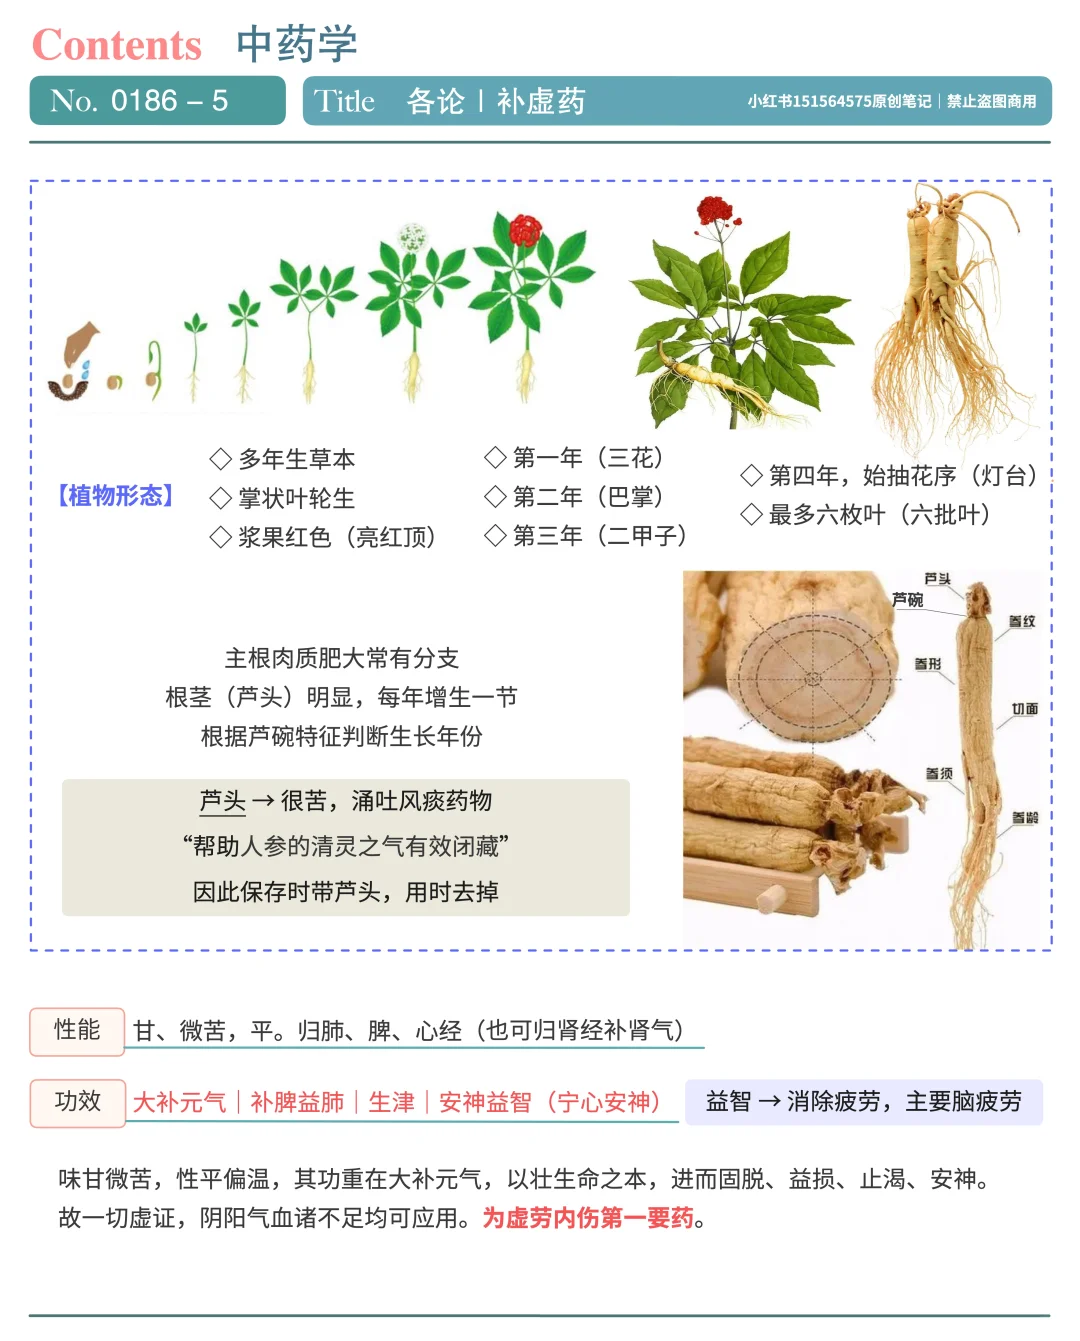 Contents 中药学
No. 0186 – 5
Title 各论 | 补虚药
小红书151564575原创笔记 | 禁止盗图商用
【植物形态】
◇ 多年生草本
◇ 掌状叶轮生
◇ 浆果红色（亮红顶）
◇ 第一年（三花）
◇ 第二年（巴掌）
◇ 第三年（二甲子）
◇ 第四年，始抽花序（灯台）
◇ 最多六枚叶（六批叶）
主根肉质肥大常有分支
根茎（芦头）明显，每年增生一节
根据芦碗特征判断生长年份
芦头 → 很苦，涌吐风痰药物
“帮助人参的清灵之气有效闭藏”
因此保存时带芦头，用时去掉
芦头
芦碗
参纹
参形
切面
参须
参龄
性能 甘、微苦，平。归肺、脾、心经（也可归肾经补肾气）
功效 大补元气｜补脾益肺｜生津｜安神益智（宁心安神） 益智 → 消除疲劳，主要脑疲劳
味甘微苦，性平偏温，其功重在大补元气，以壮生命之本，进而固脱、益损、止渴、安神。
故一切虚证，阴阳气血诸不足均可应用。为虚劳内伤第一要药。